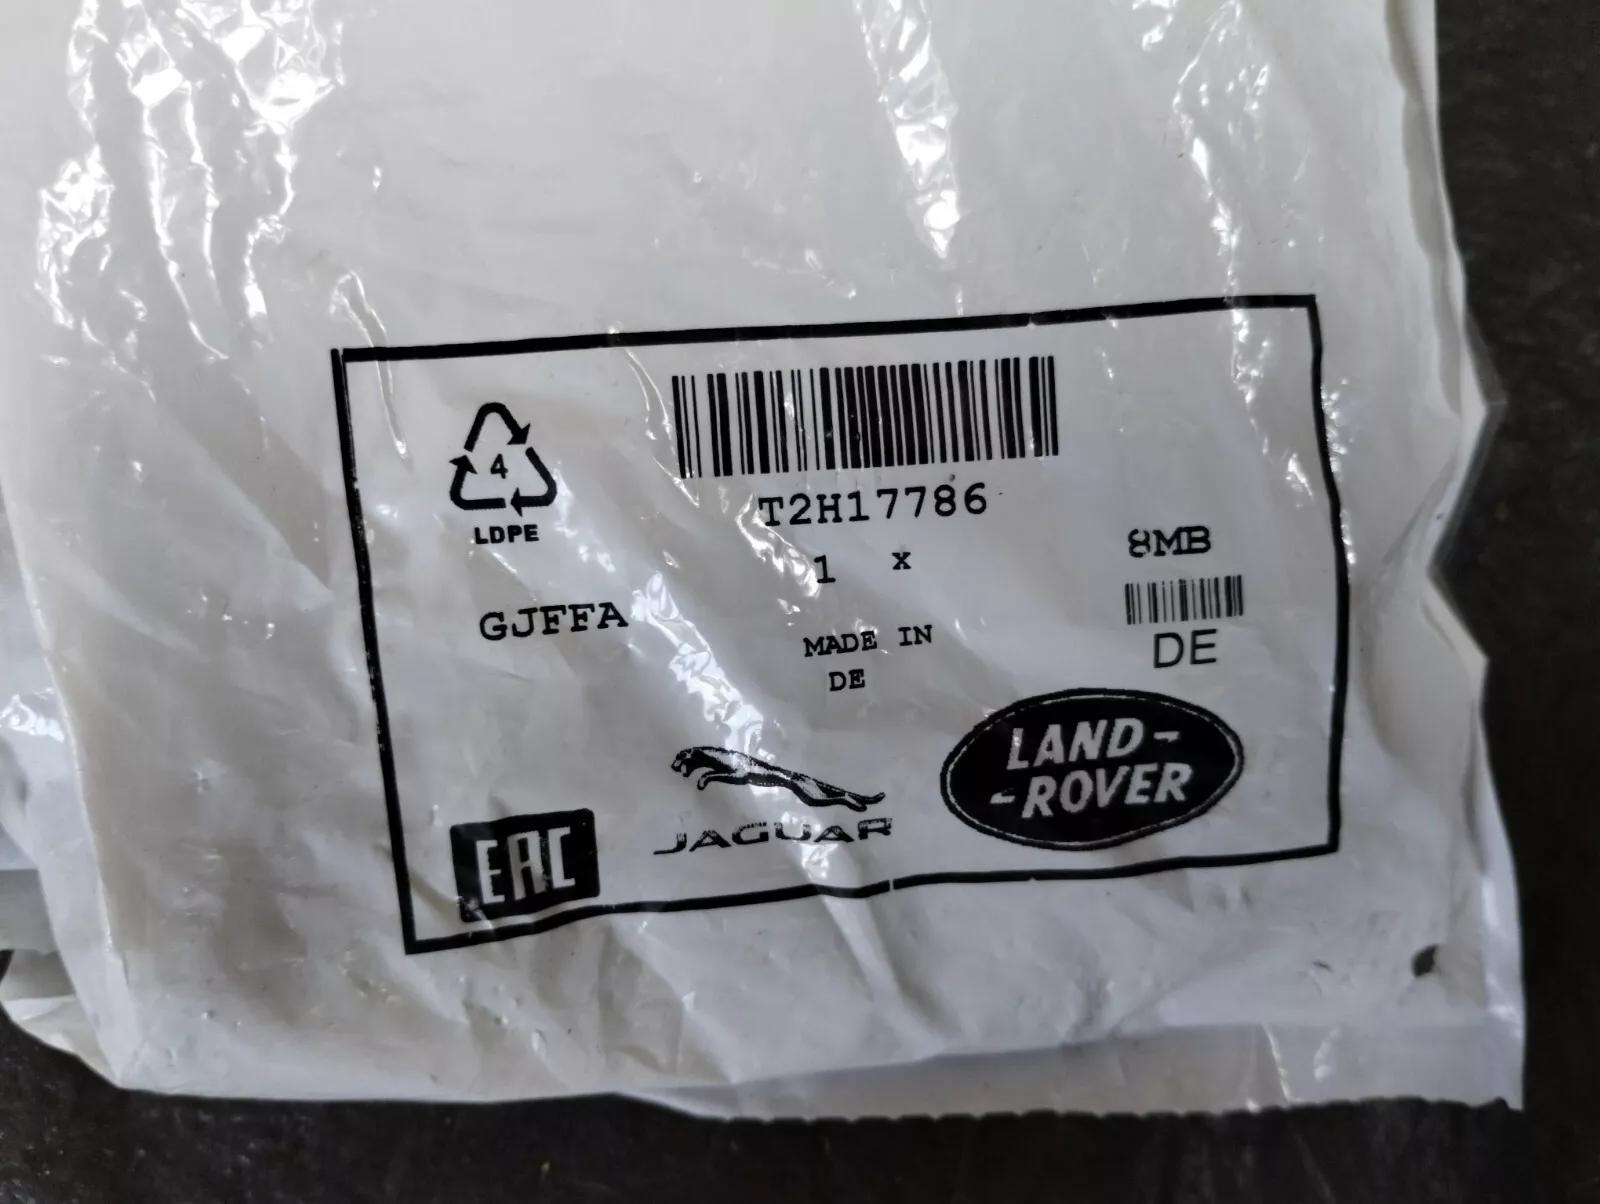 4
LDPE
T2H17786
1 x
8MB
GJFFA
MADE IN
DE
DE
LAND-
-ROVER
JAGUAR
EAC